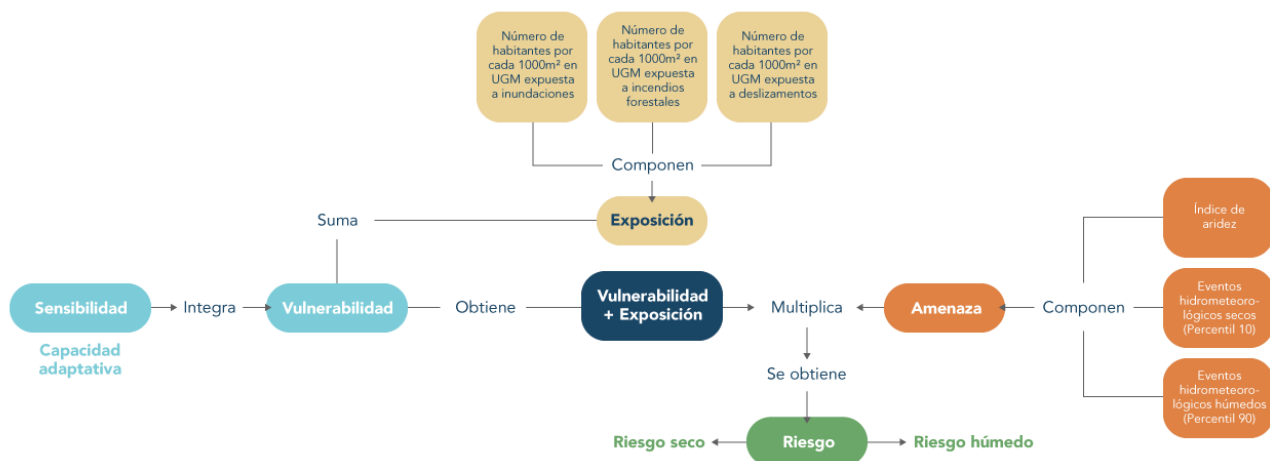 Número de
habitantes por
cada 1000m² en
UGM expuesta
a inundaciones
Número de
habitantes por
cada 1000m² en
UGM expuesta
a incendios
forestales
Número de
habitantes por
cada 1000m² en
UGM expuesta
a deslizamentos
Componen
Suma
Exposición
Índice de
aridez
Sensibilidad
Integra
Vulnerabilidad
Obtiene
Vulnerabilidad
+ Exposición
Multiplica
Amenaza
Componen
Eventos
hidrometeoro-
lógicos secos
(Percentil 10)
Capacidad
adaptativa
Se obtiene
Eventos
hidrometeoro-
lógicos húmedos
(Percentil 90)
Riesgo seco
Riesgo
Riesgo húmedo